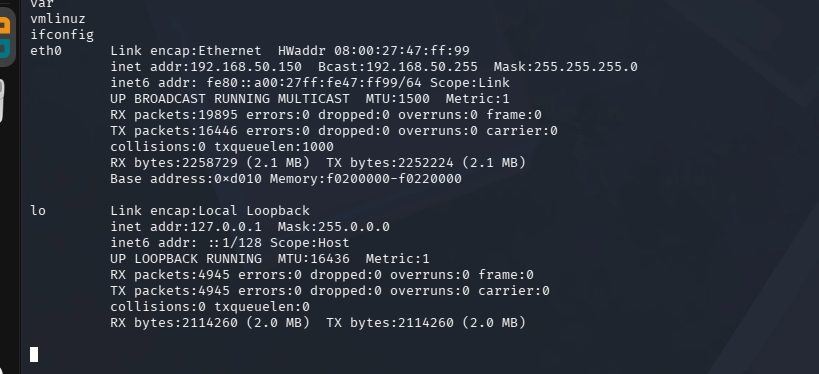 var
vmlinuz
ifconfig
eth0      Link encap:Ethernet  HWaddr 08:00:27:47:ff:99
          inet addr:192.168.50.150  Bcast:192.168.50.255  Mask:255.255.255.0
          inet6 addr: fe80::a00:27ff:fe47:ff99/64 Scope:Link
          UP BROADCAST RUNNING MULTICAST  MTU:1500  Metric:1
          RX packets:19895 errors:0 dropped:0 overruns:0 frame:0
          TX packets:16446 errors:0 dropped:0 overruns:0 carrier:0
          collisions:0 txqueuelen:1000
          RX bytes:2258729 (2.1 MB)  TX bytes:2252224 (2.1 MB)
          Base address:0xd010 Memory:f0200000-f0220000
lo        Link encap:Local Loopback
          inet addr:127.0.0.1  Mask:255.0.0.0
          inet6 addr: ::1/128 Scope:Host
          UP LOOPBACK RUNNING  MTU:16436  Metric:1
          RX packets:4945 errors:0 dropped:0 overruns:0 frame:0
          TX packets:4945 errors:0 dropped:0 overruns:0 carrier:0
          collisions:0 txqueuelen:0
          RX bytes:2114260 (2.0 MB)  TX bytes:2114260 (2.0 MB)